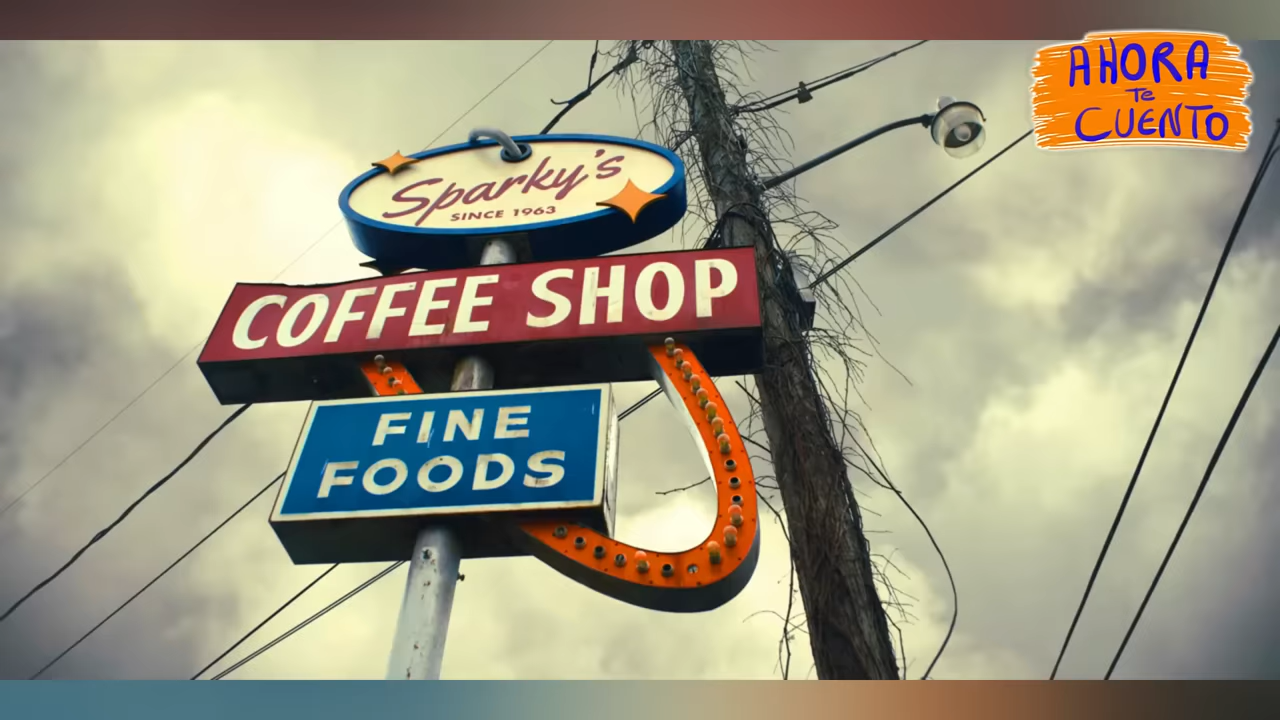 AHORA
Te
CUENTO
Sparky's
SINCE 1963
COFFEE SHOP
FINE
FOODS